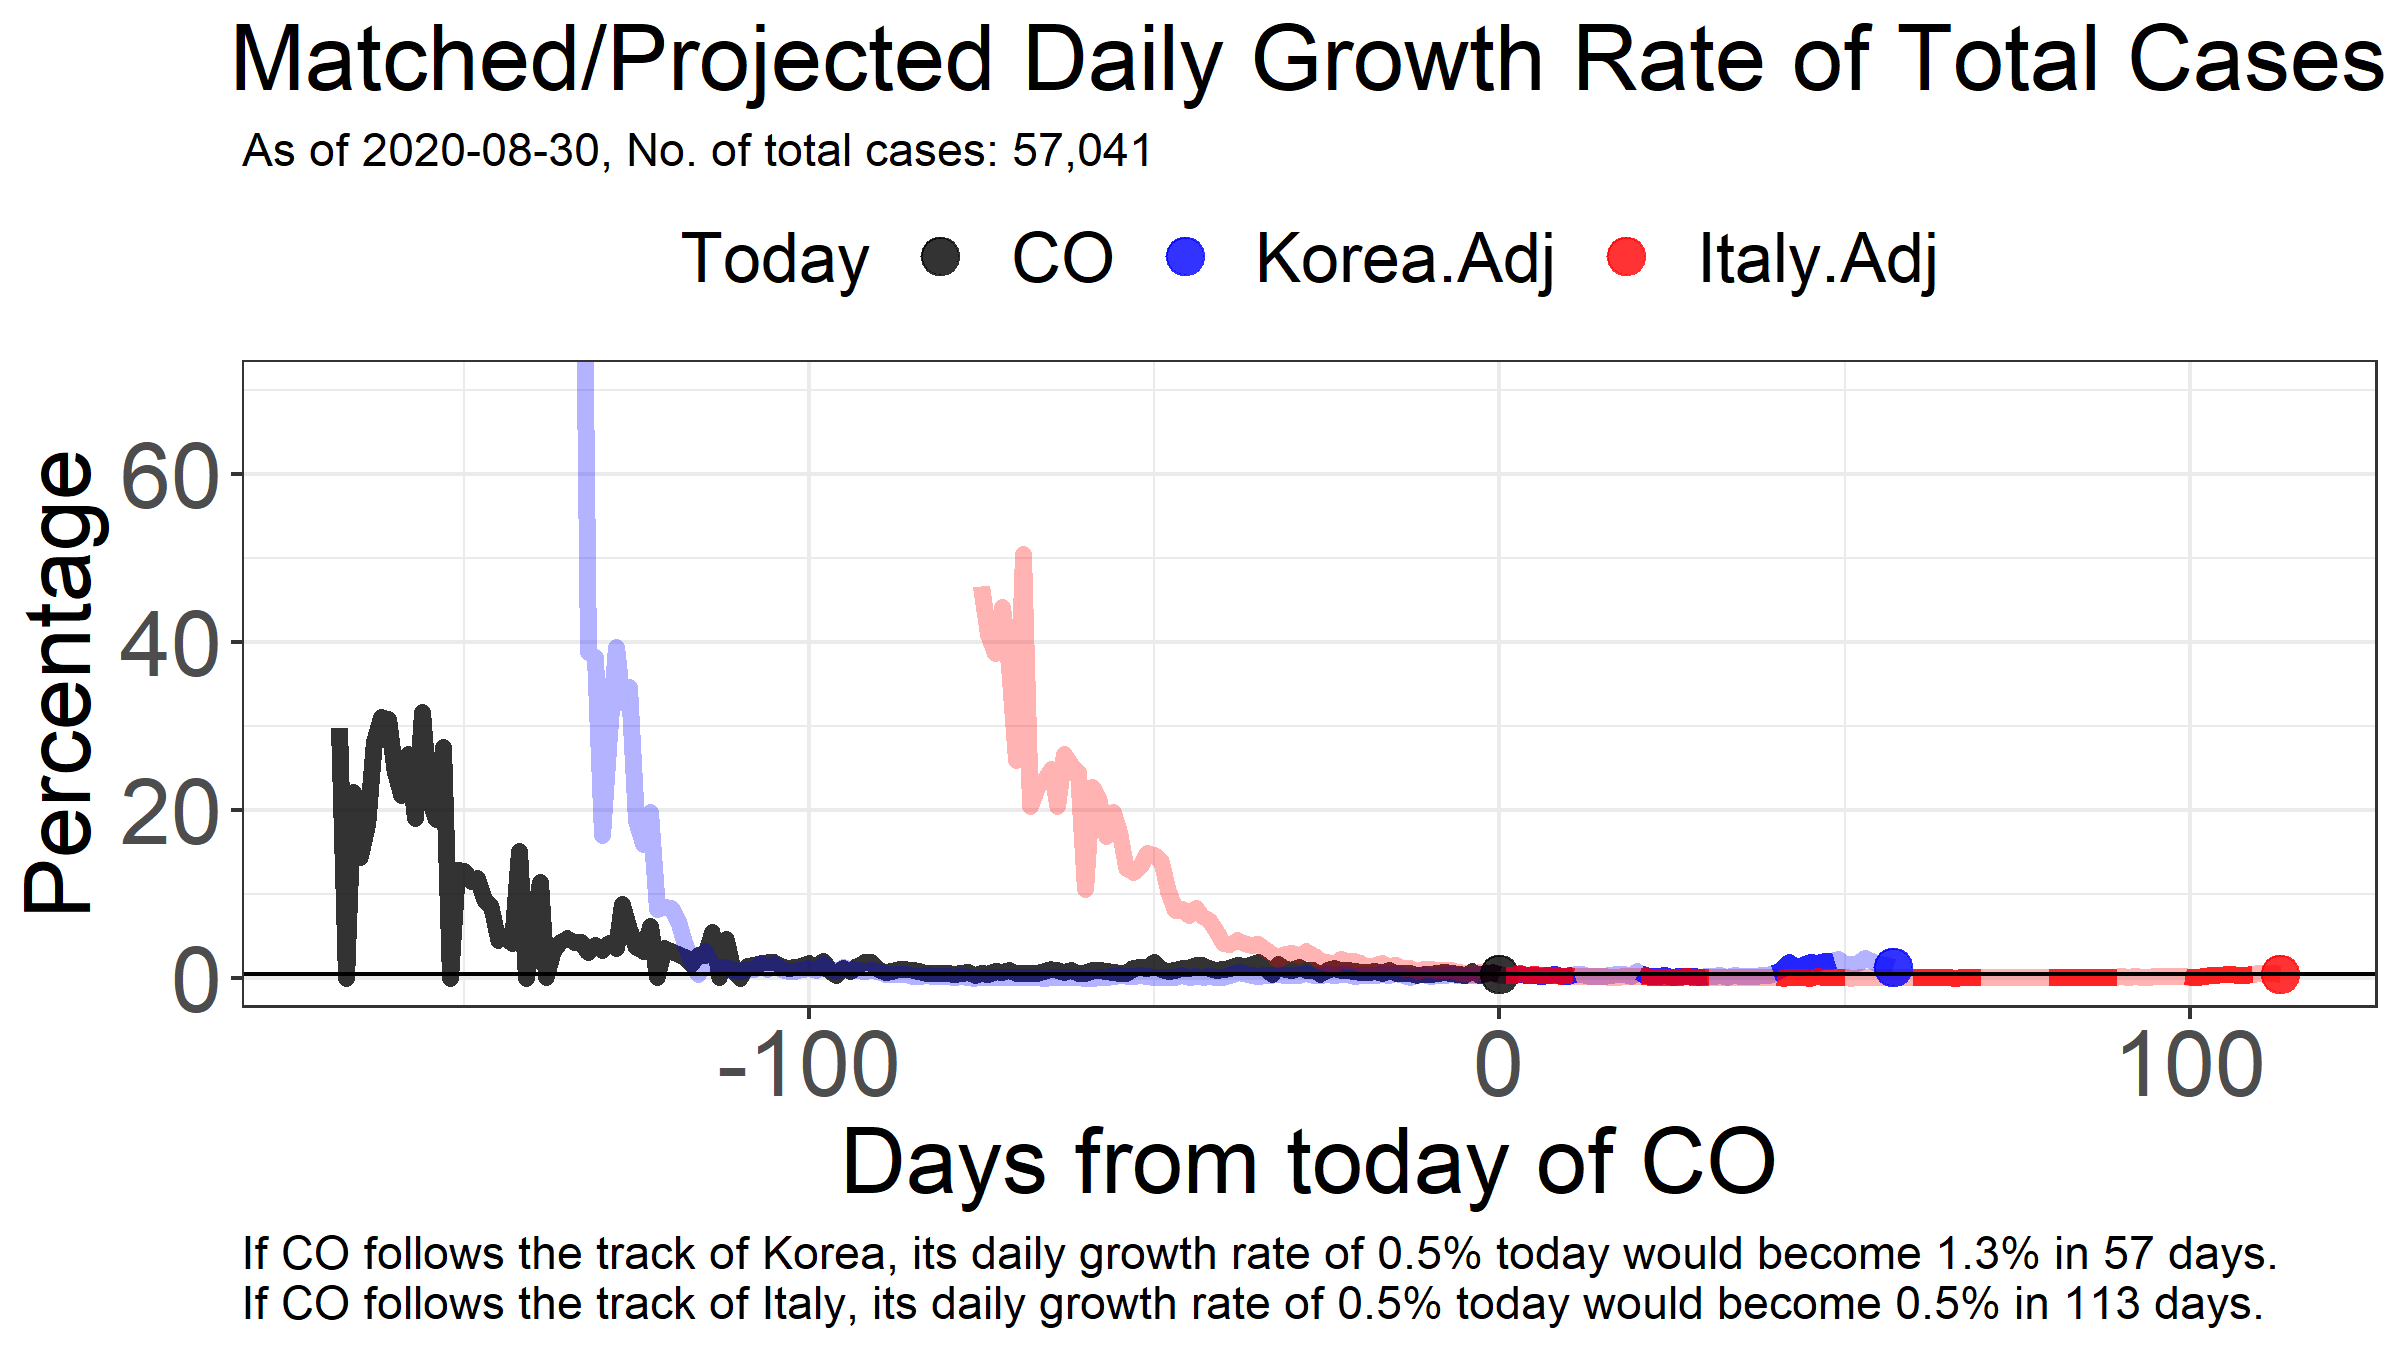 Matched/Projected Daily Growth Rate of Total Cases
As of 2020-08-30, No. of total cases: 57,041
Today CO Korea.Adj Italy.Adj
Percentage
60
40
20
0
-100 0 100
Days from today of CO
If CO follows the track of Korea, its daily growth rate of 0.5% today would become 1.3% in 57 days.
If CO follows the track of Italy, its daily growth rate of 0.5% today would become 0.5% in 113 days.